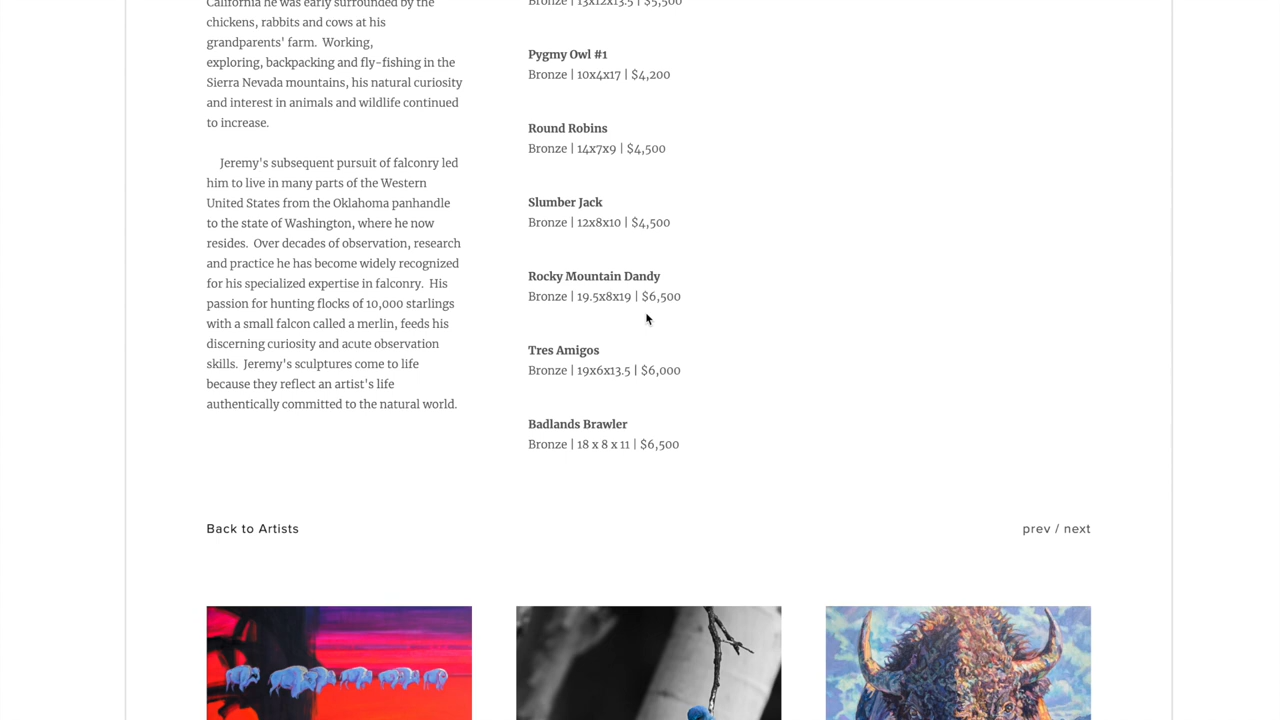 California he was early surrounded by the
chickens, rabbits and cows at his
grandparents' farm.  Working,
exploring, backpacking and fly-fishing in the
Sierra Nevada mountains, his natural curiosity
and interest in animals and wildlife continued
to increase.
Jeremy's subsequent pursuit of falconry led
him to live in many parts of the Western
United States from the Oklahoma panhandle
to the state of Washington, where he now
resides.  Over decades of observation, research
and practice he has become widely recognized
for his specialized expertise in falconry.  His
passion for hunting flocks of 10,000 starlings
with a small falcon called a merlin, feeds his
discerning curiosity and acute observation
skills.  Jeremy's sculptures come to life
because they reflect an artist's life
authentically committed to the natural world.
Bronze | 13x12x13.5 | $5,500
Pygmy Owl #1
Bronze | 10x4x17 | $4,200
Round Robins
Bronze | 14x7x9 | $4,500
Slumber Jack
Bronze | 12x8x10 | $4,500
Rocky Mountain Dandy
Bronze | 19.5x8x19 | $6,500
Tres Amigos
Bronze | 19x6x13.5 | $6,000
Badlands Brawler
Bronze | 18 x 8 x 11 | $6,500
Back to Artists
prev / next